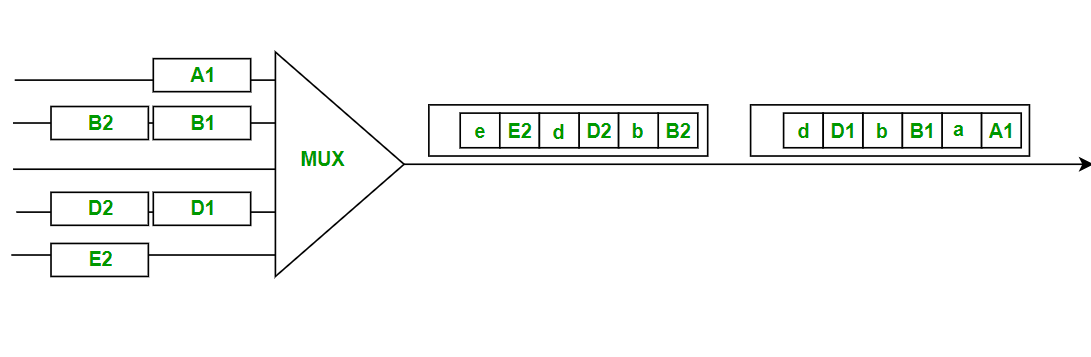 A1
B2 B1
MUX
D2 D1
E2
e E2 d D2 b B2
d D1 b B1 a A1